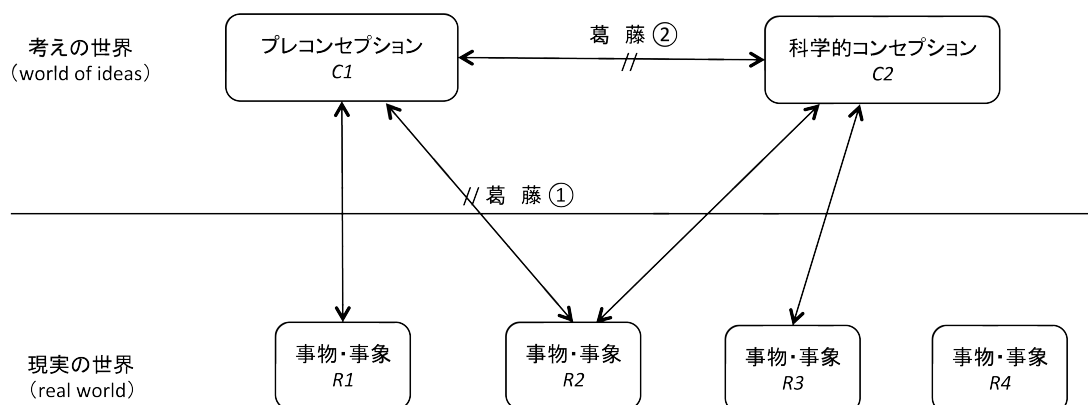 考えの世界
（world of ideas）
プレコンセプション
C1
葛 藤②
//
科学的コンセプション
C2
//葛 藤①
現実の世界
（real world）
事物・事象
R1
事物・事象
R2
事物・事象
R3
事物・事象
R4